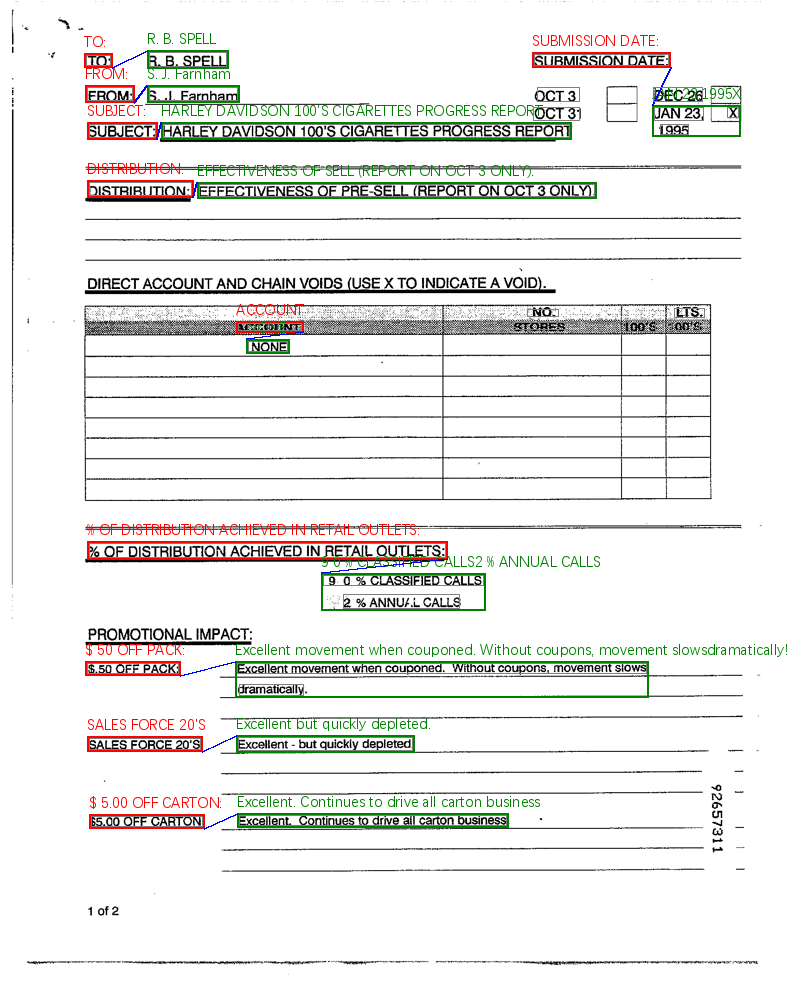 TO: R. B. SPELL SUBMISSION DATE:
TO: R. B. SPELL SUBMISSION DATE:
FROM: S. J. Farnham
FROM: S. J. Farnham OCT 3 DEC 26
SUBJECT: HARLEY DAVIDSON 100'S CIGARETTES PROGRESS REPORT OCT 31 JAN 23, X
SUBJECT: HARLEY DAVIDSON 100'S CIGARETTES PROGRESS REPORT 1995
DISTRIBUTION: EFFECTIVENESS OF SELL (REPORT ON OCT 3 ONLY).
DISTRIBUTION: EFFECTIVENESS OF PRE-SELL (REPORT ON OCT 3 ONLY).
DIRECT ACCOUNT AND CHAIN VOIDS (USE X TO INDICATE A VOID).
ACCOUNT NO. LTS.
ACCOUNT STORES 100'S 100'S
NONE
% OF DISTRIBUTION ACHIEVED IN RETAIL OUTLETS:
% OF DISTRIBUTION ACHIEVED IN RETAIL OUTLETS:
9 0 % CLASSIFIED CALLS2 % ANNUAL CALLS
9 0 % CLASSIFIED CALLS
2 % ANNUAL CALLS
PROMOTIONAL IMPACT:
$ 50 OFF PACK: Excellent movement when couponed. Without coupons, movement slowsdramatically!
$.50 OFF PACK: Excellent movement when couponed. Without coupons, movement slows
dramatically.
SALES FORCE 20'S Excellent but quickly depleted.
SALES FORCE 20'S Excellent - but quickly depleted
$ 5.00 OFF CARTON: Excellent. Continues to drive all carton business
$5.00 OFF CARTON Excellent. Continues to drive all carton business
92657311
1 of 2